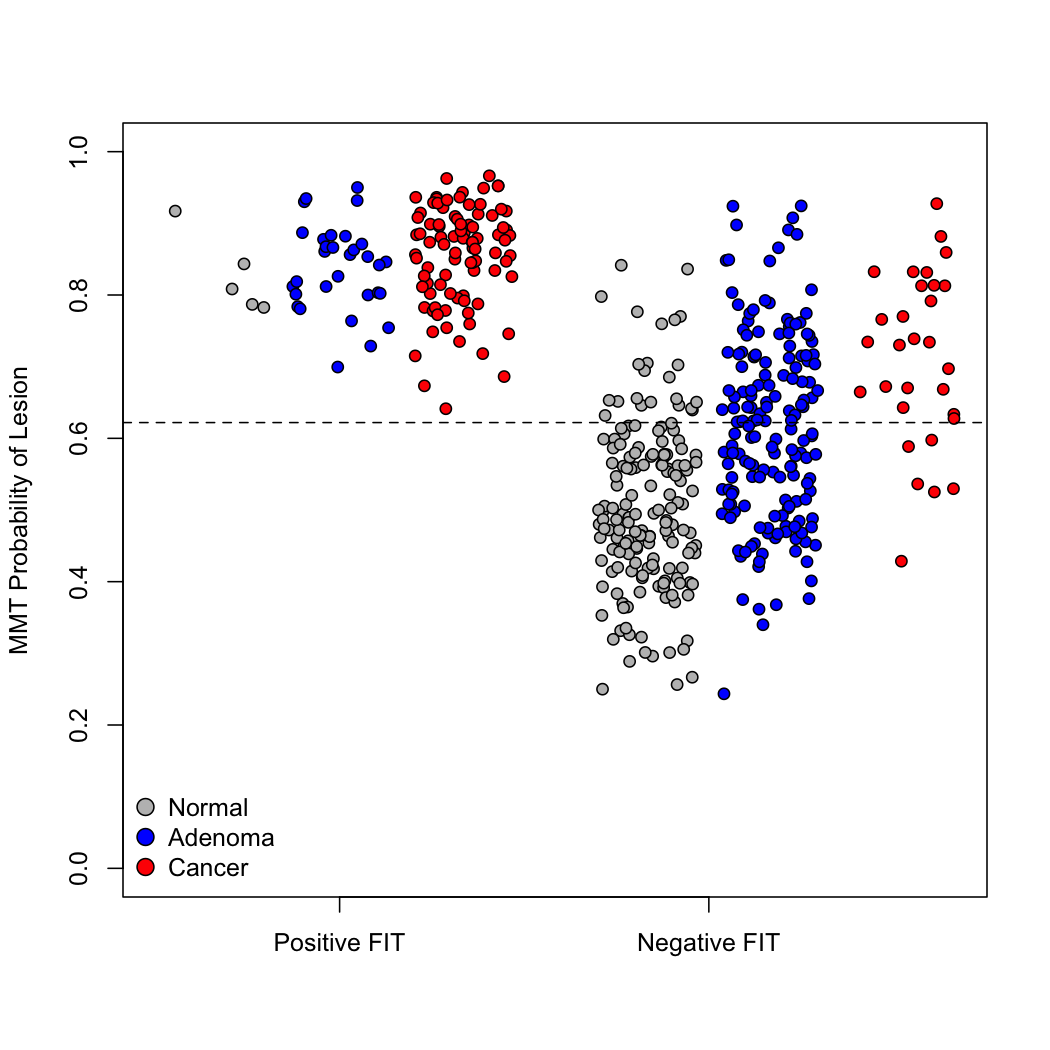 MMT Probability of Lesion
1.0
0.8
0.6
0.4
0.2
0.0
Normal
Adenoma
Cancer
Positive FIT
Negative FIT